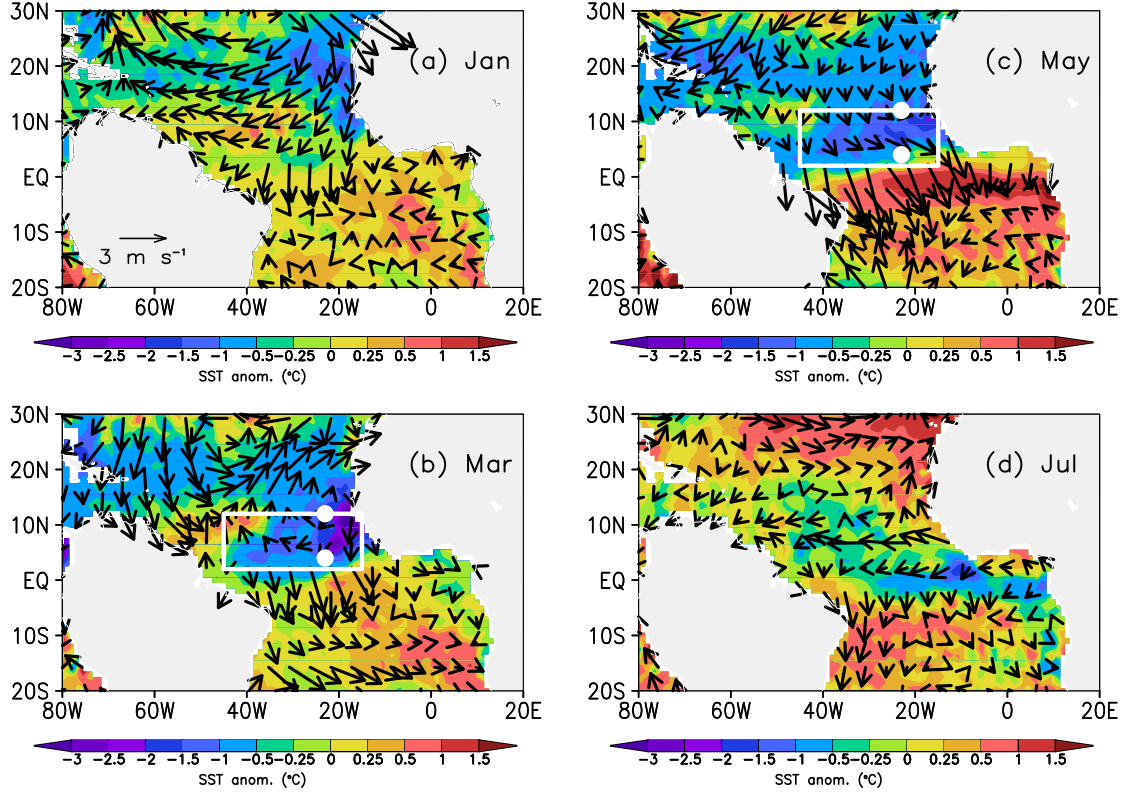 30N
20N
10N
EQ
10S
20S
80W 60W 40W 20W 0 20E
(a) Jan
3 m s⁻¹
-3 -2.5 -2 -1.5 -1 -0.5 -0.25 0 0.25 0.5 1 1.5
SST anom. (°C)
30N
20N
10N
EQ
10S
20S
80W 60W 40W 20W 0 20E
(c) May
-3 -2.5 -2 -1.5 -1 -0.5 -0.25 0 0.25 0.5 1 1.5
SST anom. (°C)
30N
20N
10N
EQ
10S
20S
80W 60W 40W 20W 0 20E
(b) Mar
-3 -2.5 -2 -1.5 -1 -0.5 -0.25 0 0.25 0.5 1 1.5
SST anom. (°C)
30N
20N
10N
EQ
10S
20S
80W 60W 40W 20W 0 20E
(d) Jul
-3 -2.5 -2 -1.5 -1 -0.5 -0.25 0 0.25 0.5 1 1.5
SST anom. (°C)